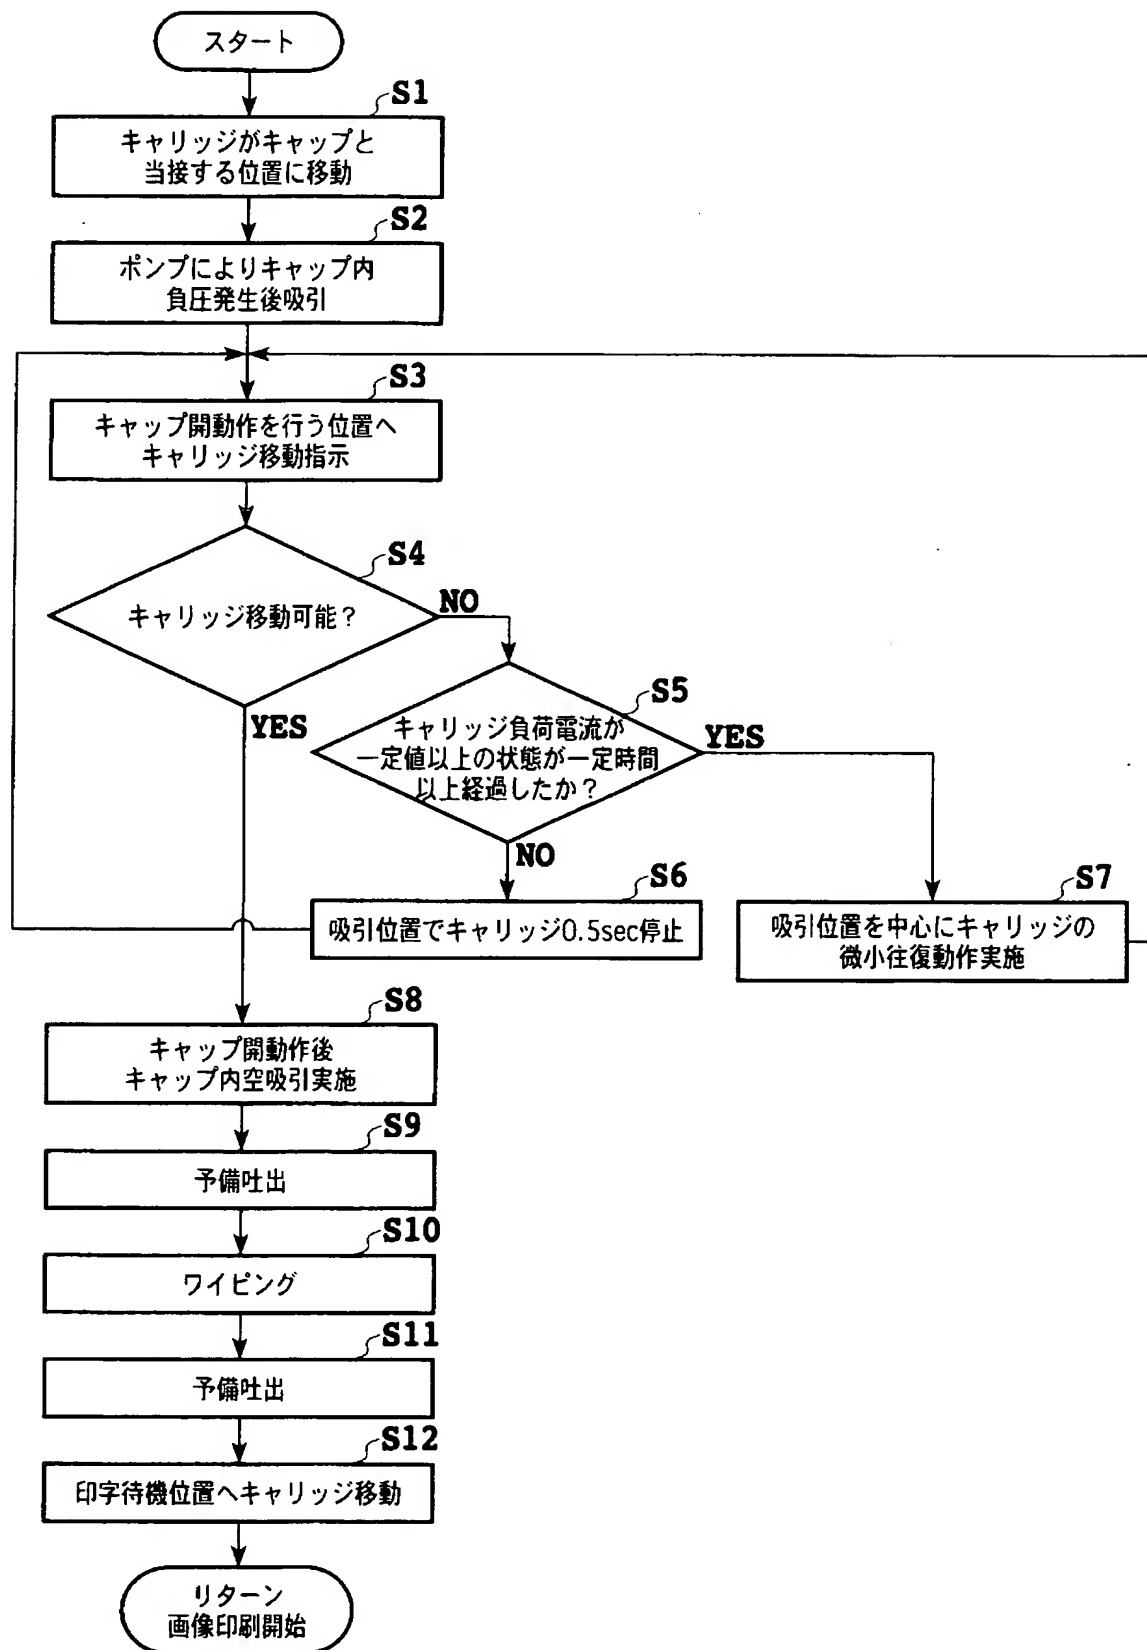 スタート
S1
キャリッジがキャップと
当接する位置に移動
S2
ポンプによりキャップ内
負圧発生後吸引
S3
キャップ開動作を行う位置へ
キャリッジ移動指示
S4
キャリッジ移動可能？
NO
YES
S5
キャリッジ負荷電流が
一定値以上の状態が一定時間
以上経過したか？
YES
NO
S6
吸引位置でキャリッジ0.5sec停止
S7
吸引位置を中心にキャリッジの
微小往復動作実施
S8
キャップ開動作後
キャップ内空吸引実施
S9
予備吐出
S10
ワイピング
S11
予備吐出
S12
印字待機位置へキャリッジ移動
リターン
画像印刷開始